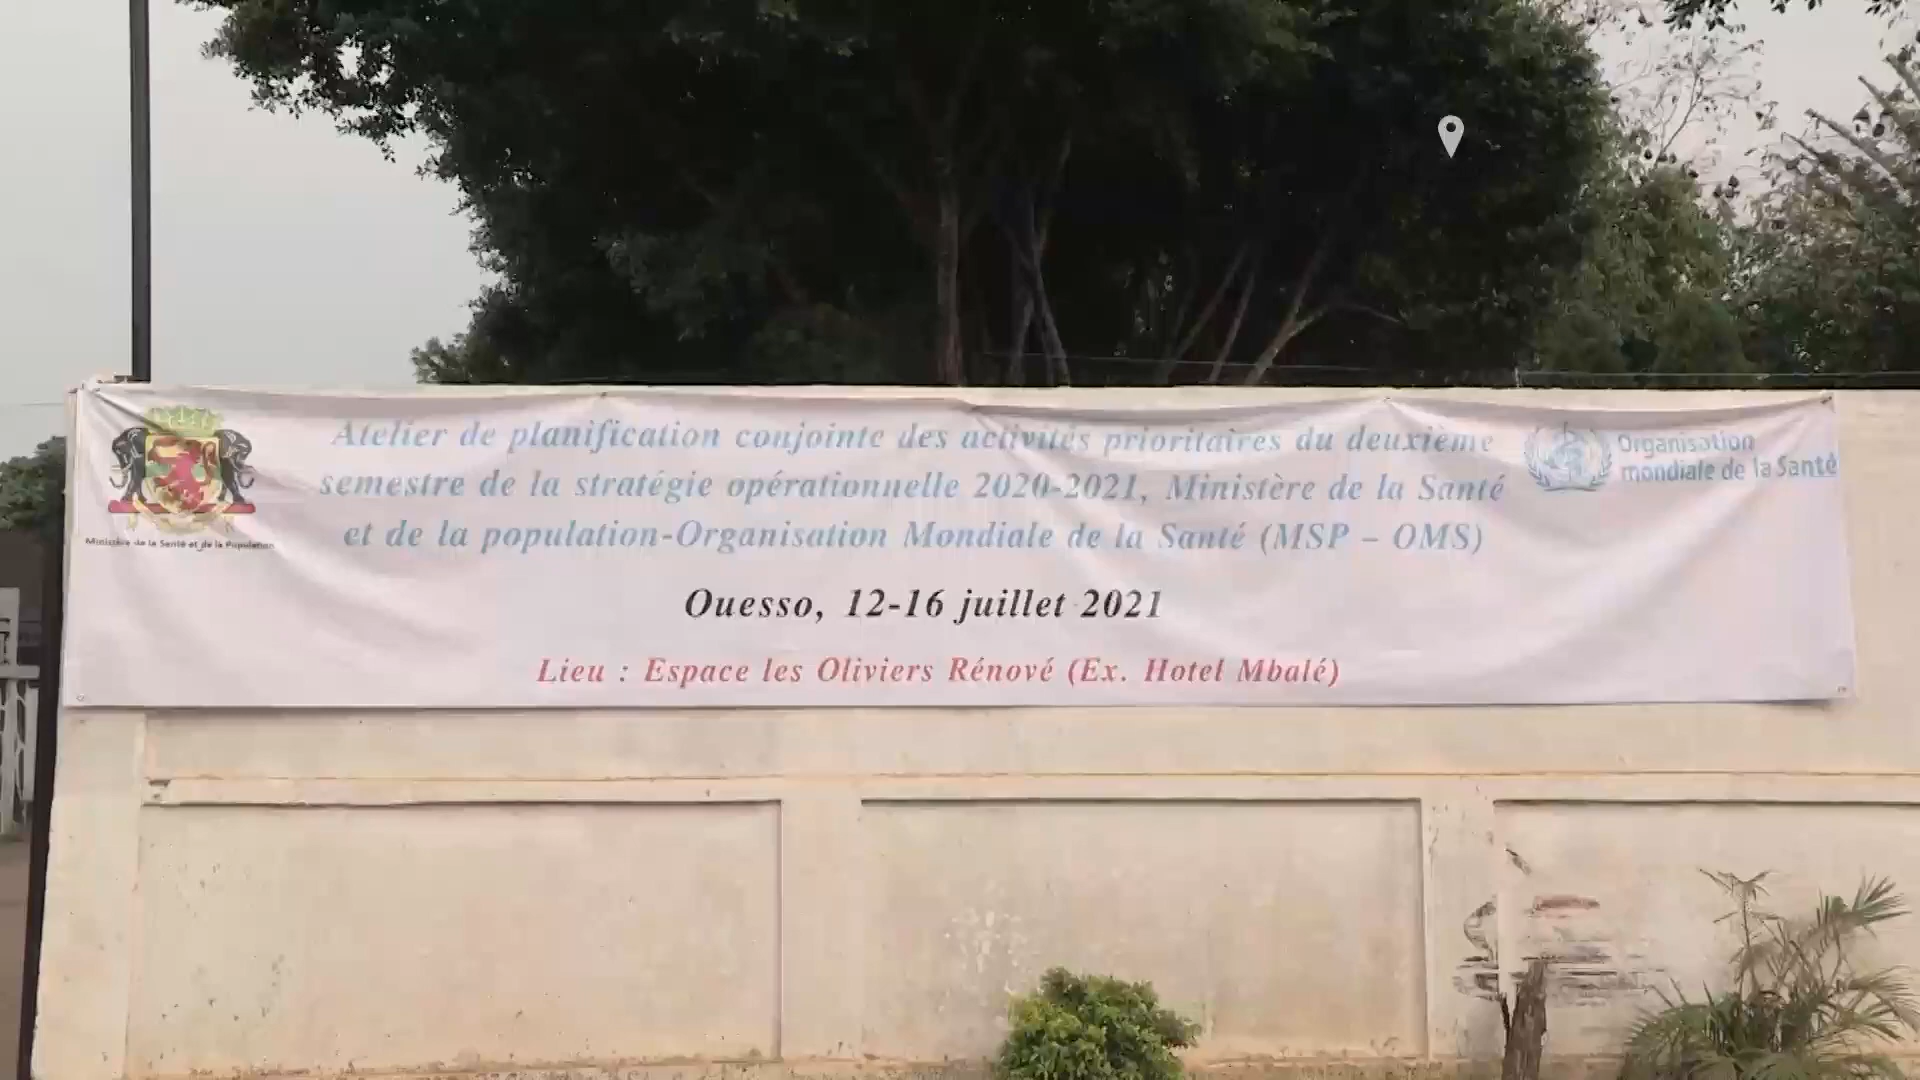 Atelier de planification conjointe des activités prioritaires du deuxième
semestre de la stratégie opérationnelle 2020-2021, Ministère de la Santé
et de la population-Organisation Mondiale de la Santé (MSP – OMS)
Organisation
mondiale de la Santé
Ministère de la Santé et de la Population
Ouesso, 12-16 juillet 2021
Lieu : Espace les Oliviers Rénové (Ex. Hotel Mbalé)